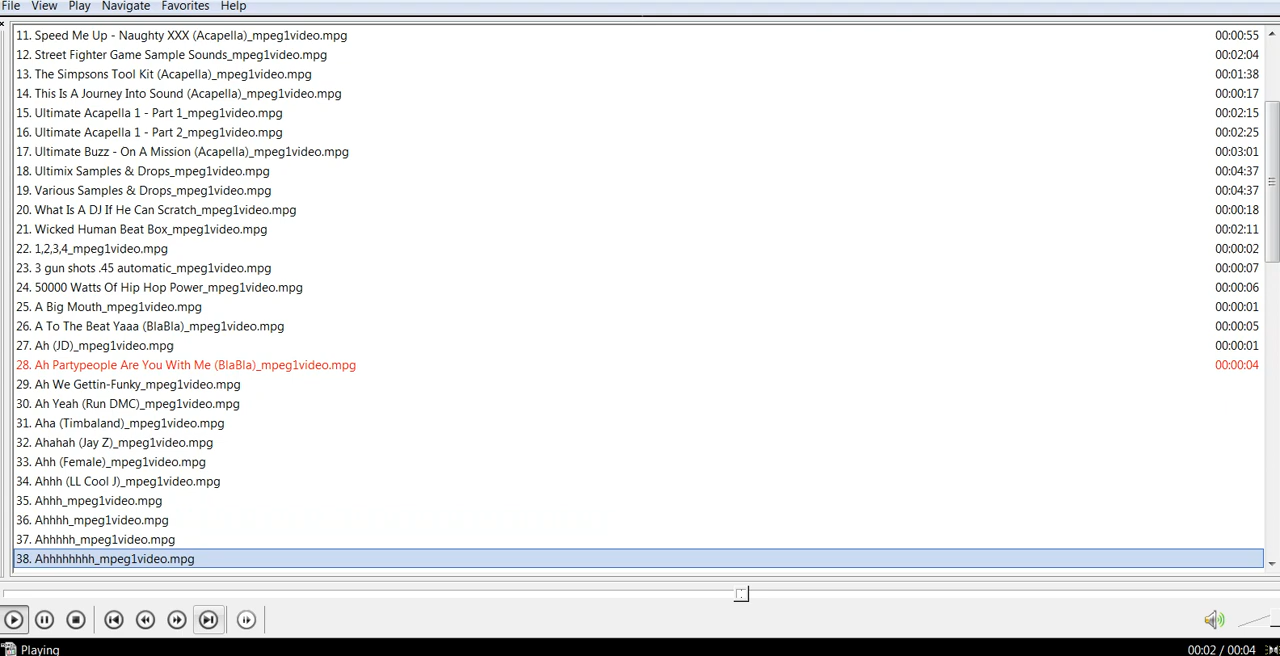 File View Play Navigate Favorites Help
11. Speed Me Up - Naughty XXX (Acapella)_mpeg1video.mpg 00:00:55
12. Street Fighter Game Sample Sounds_mpeg1video.mpg 00:02:04
13. The Simpsons Tool Kit (Acapella)_mpeg1video.mpg 00:01:38
14. This Is A Journey Into Sound (Acapella)_mpeg1video.mpg 00:00:17
15. Ultimate Acapella 1 - Part 1_mpeg1video.mpg 00:02:15
16. Ultimate Acapella 1 - Part 2_mpeg1video.mpg 00:02:25
17. Ultimate Buzz - On A Mission (Acapella)_mpeg1video.mpg 00:03:01
18. Ultimix Samples & Drops_mpeg1video.mpg 00:04:37
19. Various Samples & Drops_mpeg1video.mpg 00:04:37
20. What Is A DJ If He Can Scratch_mpeg1video.mpg 00:00:18
21. Wicked Human Beat Box_mpeg1video.mpg 00:02:11
22. 1,2,3,4_mpeg1video.mpg 00:00:02
23. 3 gun shots .45 automatic_mpeg1video.mpg 00:00:07
24. 50000 Watts Of Hip Hop Power_mpeg1video.mpg 00:00:06
25. A Big Mouth_mpeg1video.mpg 00:00:01
26. A To The Beat Yaaa (BlaBla)_mpeg1video.mpg 00:00:05
27. Ah (JD)_mpeg1video.mpg 00:00:01
28. Ah Partypeople Are You With Me (BlaBla)_mpeg1video.mpg 00:00:04
29. Ah We Gettin-Funky_mpeg1video.mpg
30. Ah Yeah (Run DMC)_mpeg1video.mpg
31. Aha (Timbaland)_mpeg1video.mpg
32. Ahahah (Jay Z)_mpeg1video.mpg
33. Ahh (Female)_mpeg1video.mpg
34. Ahhh (LL Cool J)_mpeg1video.mpg
35. Ahhh_mpeg1video.mpg
36. Ahhhh_mpeg1video.mpg
37. Ahhhhh_mpeg1video.mpg
38. Ahhhhhhhh_mpeg1video.mpg
Playing 00:02 / 00:04